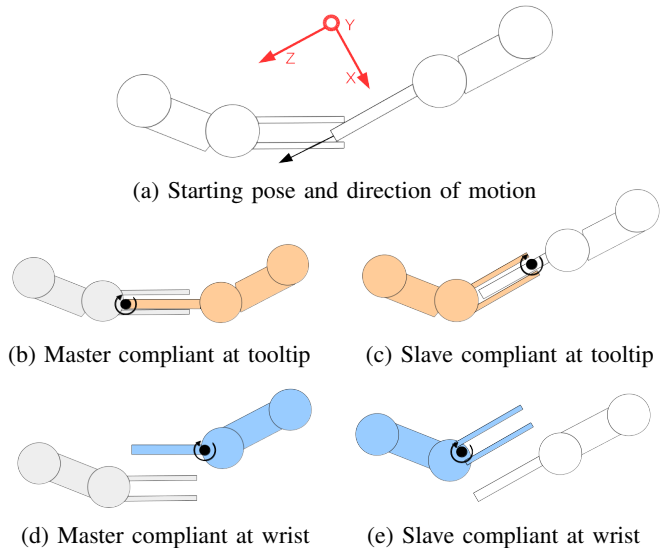 Y
Z
X
(a) Starting pose and direction of motion
(b) Master compliant at tooltip
(c) Slave compliant at tooltip
(d) Master compliant at wrist
(e) Slave compliant at wrist